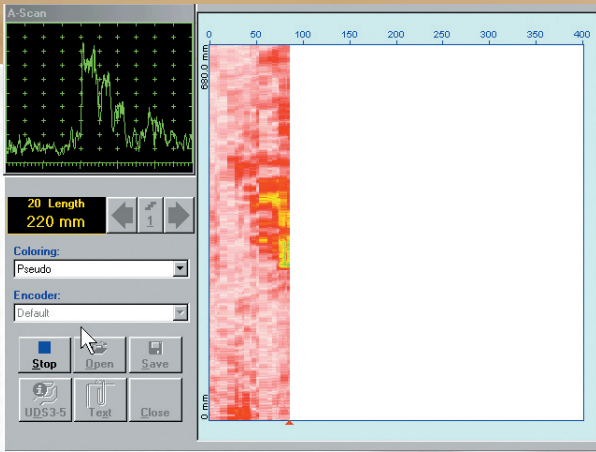 A-Scan
20 Length
220 mm
1
Coloring:
Pseudo
Encoder:
Default
Stop
Open
Save
UDS3-5
Text
Close
0 50 100 150 200 250 300 350 400
680.0 mm
0 mm